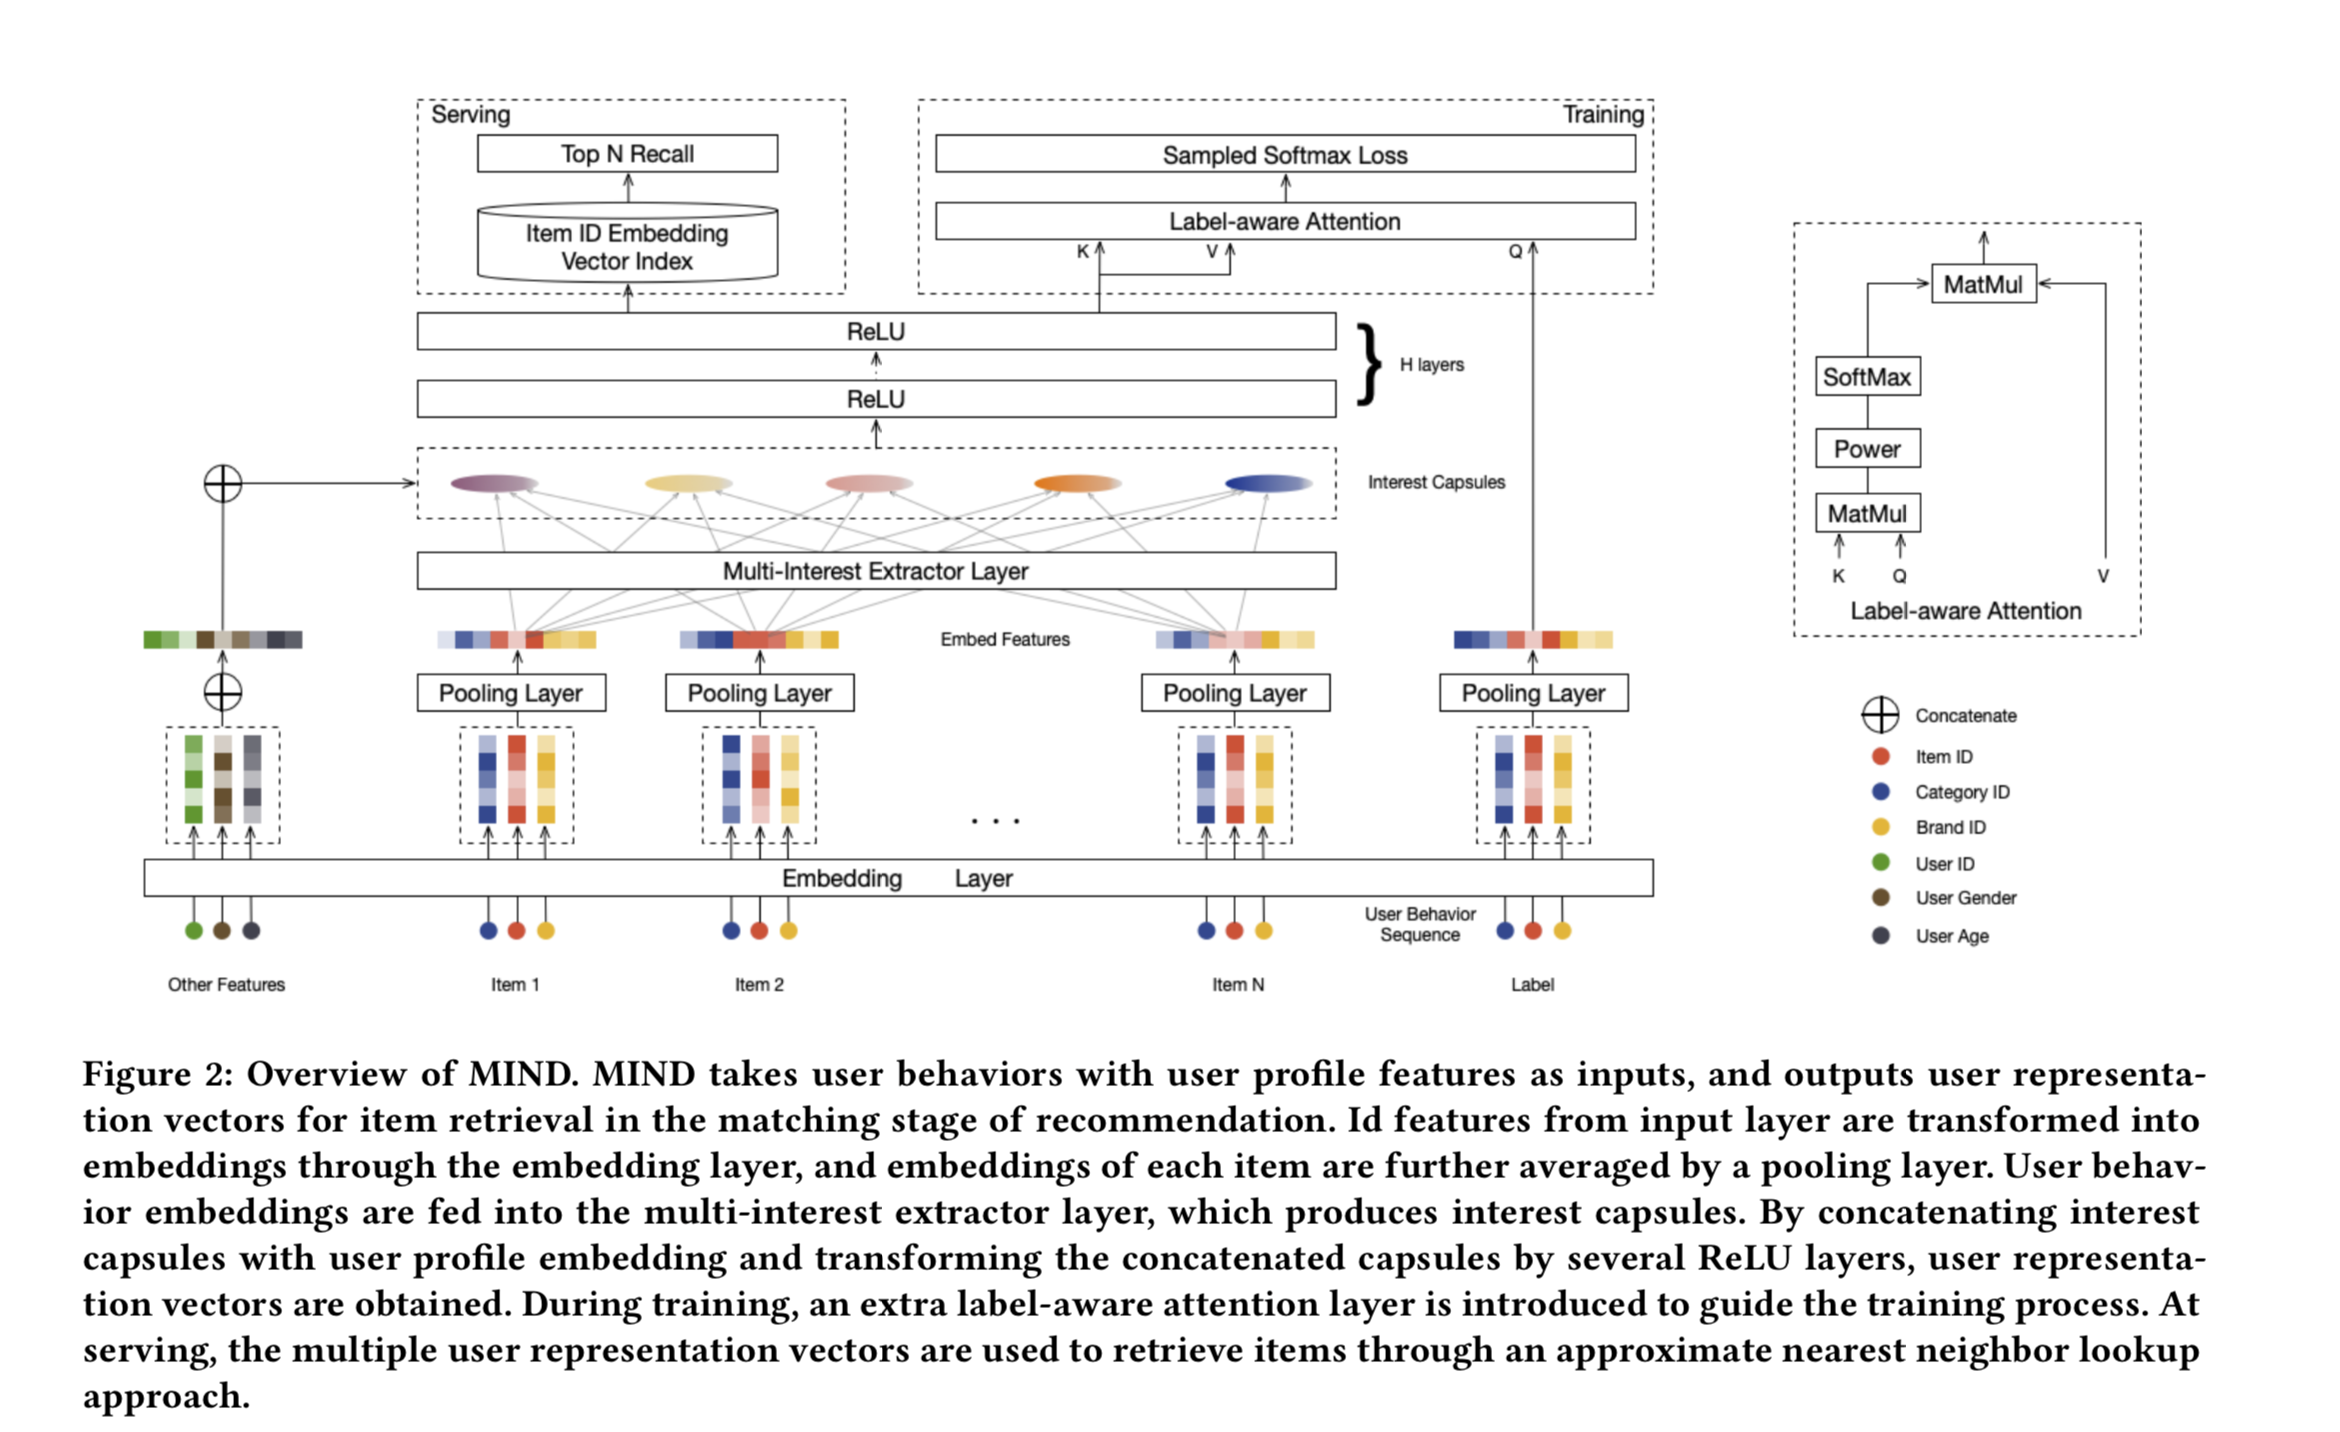 Serving
Training
Top N Recall
Sampled Softmax Loss
Item ID Embedding
Vector Index
Label-aware Attention
K
V
Q
ReLU
H layers
ReLU
Interest Capsules
Multi-Interest Extractor Layer
Embed Features
Pooling Layer
Pooling Layer
Pooling Layer
Pooling Layer
. . .
Embedding Layer
User Behavior
Sequence
Other Features
Item 1
Item 2
Item N
Label
MatMul
SoftMax
Power
MatMul
K
Q
V
Label-aware Attention
Concatenate
Item ID
Category ID
Brand ID
User ID
User Gender
User Age
Figure 2: Overview of MIND. MIND takes user behaviors with user profile features as inputs, and outputs user representa-
tion vectors for item retrieval in the matching stage of recommendation. Id features from input layer are transformed into
embeddings through the embedding layer, and embeddings of each item are further averaged by a pooling layer. User behav-
ior embeddings are fed into the multi-interest extractor layer, which produces interest capsules. By concatenating interest
capsules with user profile embedding and transforming the concatenated capsules by several ReLU layers, user representa-
tion vectors are obtained. During training, an extra label-aware attention layer is introduced to guide the training process. At
serving, the multiple user representation vectors are used to retrieve items through an approximate nearest neighbor lookup
approach.